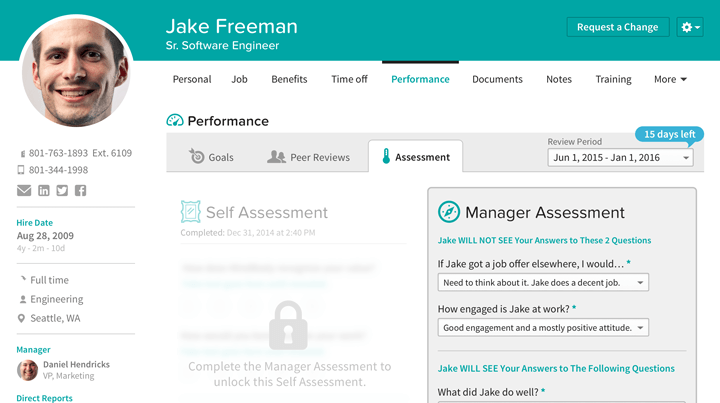 Jake Freeman
Sr. Software Engineer
Request a Change
Personal
Job
Benefits
Time off
Performance
Documents
Notes
Training
More
801-763-1893 Ext. 6109
801-344-1998
Hire Date
Aug 28, 2009
4y - 2m - 10d
Full time
Engineering
Seattle, WA
Manager
Daniel Hendricks
VP, Marketing
Direct Reports
Performance
15 days left
Goals
Peer Reviews
Assessment
Review Period
Jun 1, 2015 - Jan 1, 2016
Self Assessment
Completed: Dec 31, 2014 at 2:40 PM
Complete the Manager Assessment to
unlock this Self Assessment.
Manager Assessment
Jake WILL NOT SEE Your Answers to These 2 Questions
If Jake got a job offer elsewhere, I would... *
Need to think about it. Jake does a decent job.
How engaged is Jake at work? *
Good engagement and a mostly positive attitude.
Jake WILL SEE Your Answers to The Following Questions
What did Jake do well? *